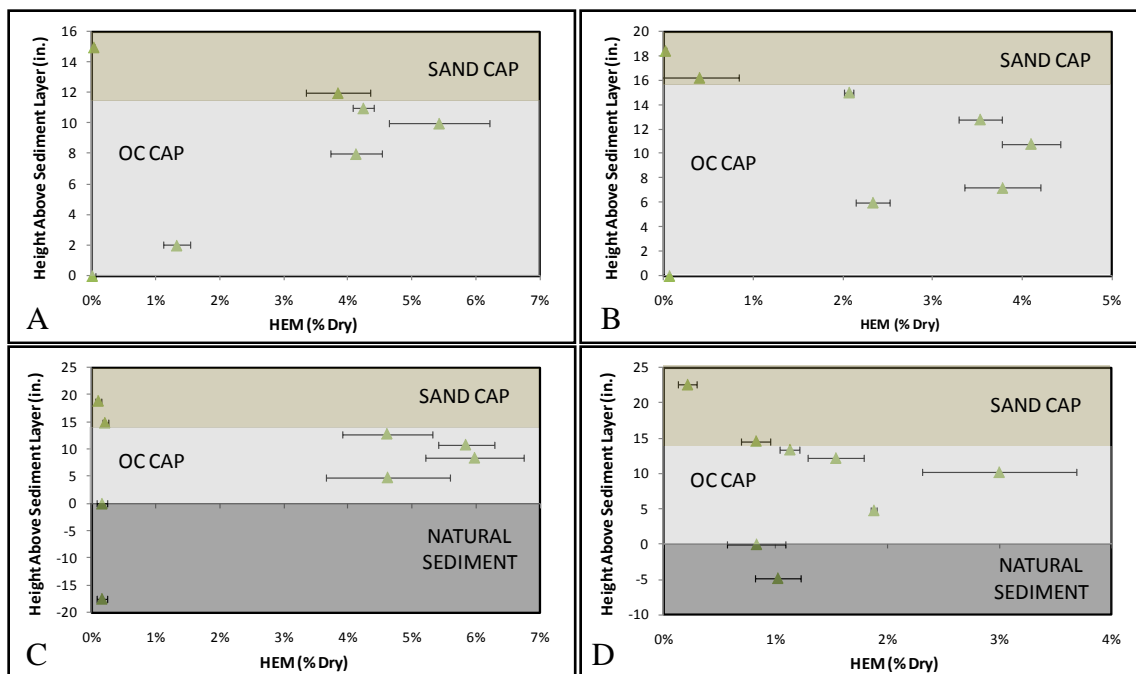 16
14
12
10
8
6
4
2
0
Height Above Sediment Layer (in.)
SAND CAP
OC CAP
0% 1% 2% 3% 4% 5% 6% 7%
HEM (% Dry)
A
20
18
16
14
12
10
8
6
4
2
0
Height Above Sediment Layer (in.)
SAND CAP
OC CAP
0% 1% 2% 3% 4% 5%
HEM (% Dry)
B
25
20
15
10
5
0
-5
-10
-15
-20
Height Above Sediment Layer (in.)
SAND CAP
OC CAP
NATURAL
SEDIMENT
0% 1% 2% 3% 4% 5% 6% 7%
HEM (% Dry)
C
25
20
15
10
5
0
-5
-10
Height Above Sediment Layer (in.)
SAND CAP
OC CAP
NATURAL
SEDIMENT
0% 1% 2% 3% 4%
HEM (% Dry)
D